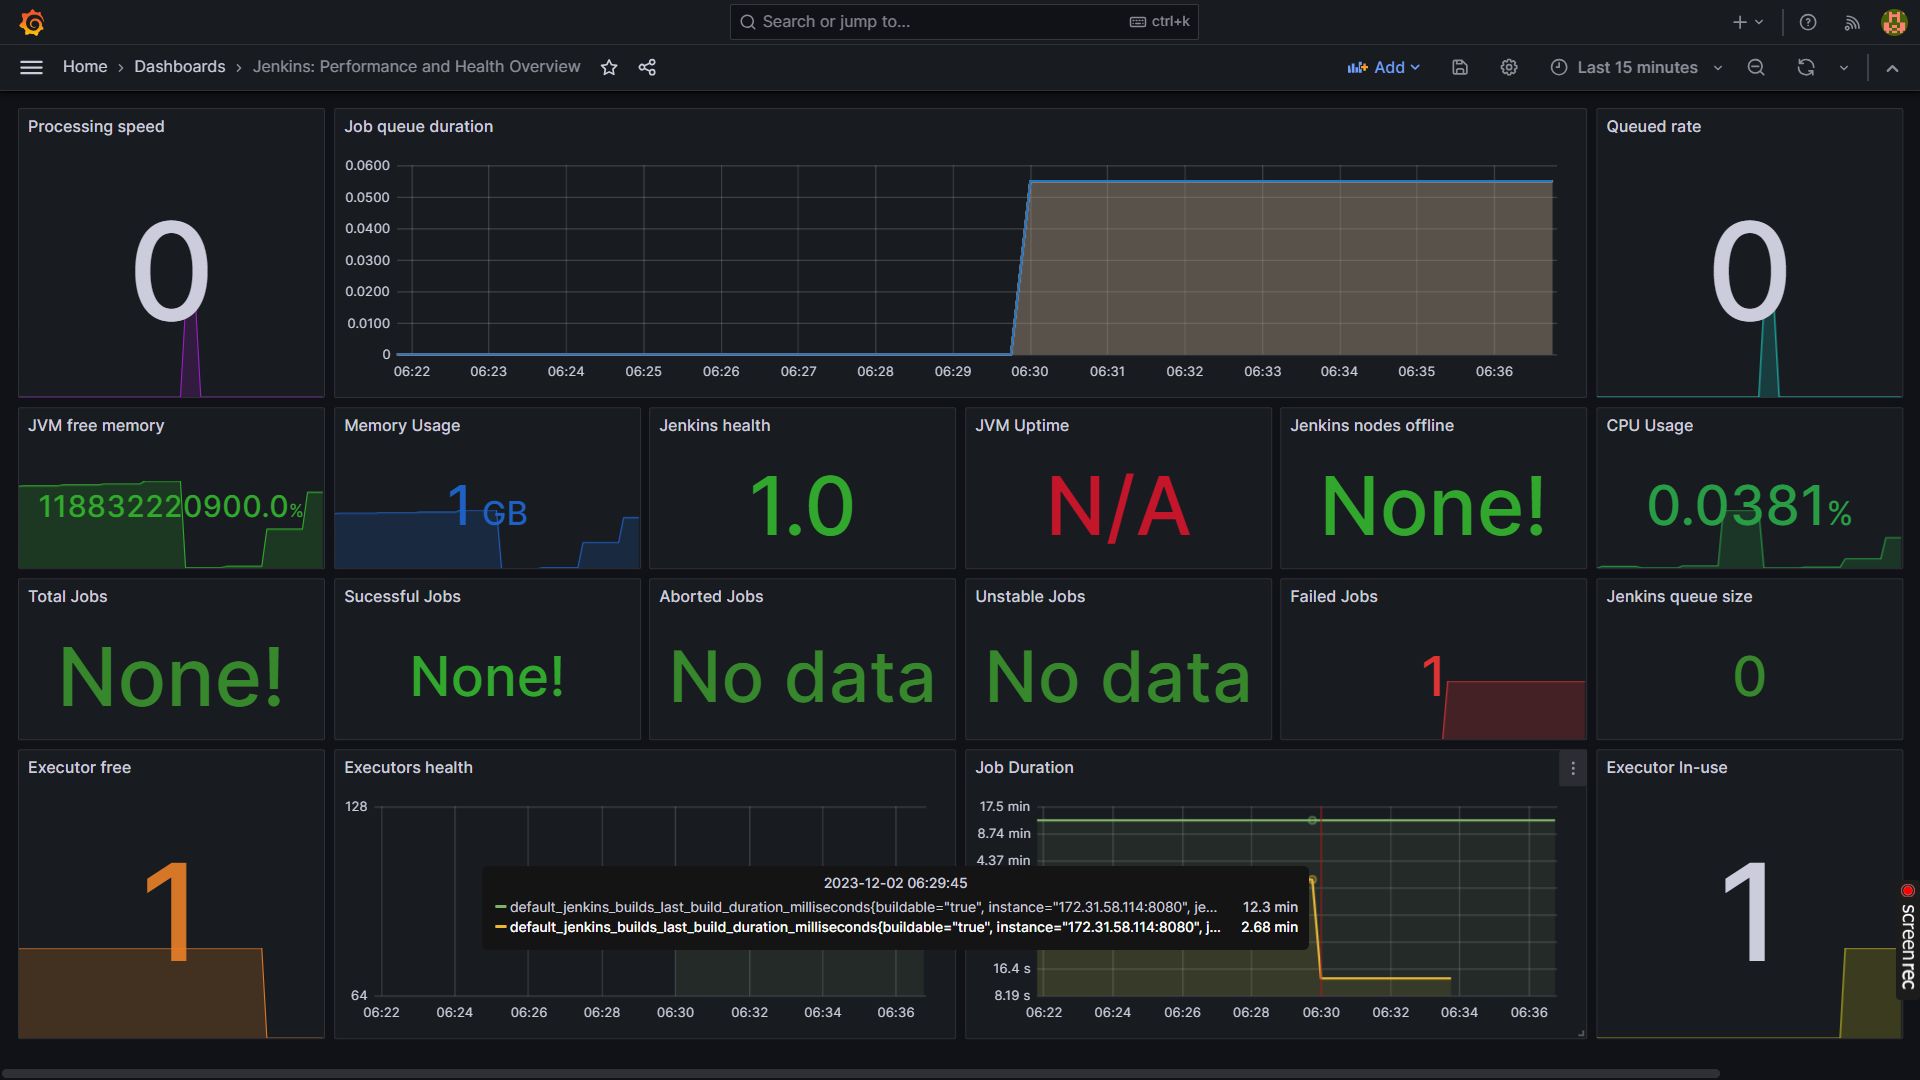 Search or jump to... ctrl+k
Home › Dashboards › Jenkins: Performance and Health Overview
Add Last 15 minutes
Processing speed
0
Job queue duration
0.0600
0.0500
0.0400
0.0300
0.0200
0.0100
0
06:22 06:23 06:24 06:25 06:26 06:27 06:28 06:29 06:30 06:31 06:32 06:33 06:34 06:35 06:36
Queued rate
0
JVM free memory
118832220900.0%
Memory Usage
1 GB
Jenkins health
1.0
JVM Uptime
N/A
Jenkins nodes offline
None!
CPU Usage
0.0381%
Total Jobs
None!
Sucessful Jobs
None!
Aborted Jobs
No data
Unstable Jobs
No data
Failed Jobs
1
Jenkins queue size
0
Executor free
1
Executors health
128
64
06:22 06:24 06:26 06:28 06:30 06:32 06:34 06:36
Job Duration
17.5 min
8.74 min
4.37 min
16.4 s
8.19 s
06:22 06:24 06:26 06:28 06:30 06:32 06:34 06:36
2023-12-02 06:29:45
default_jenkins_builds_last_build_duration_milliseconds{buildable="true", instance="172.31.58.114:8080", je... 12.3 min
default_jenkins_builds_last_build_duration_milliseconds{buildable="true", instance="172.31.58.114:8080", j... 2.68 min
Executor In-use
1
screenrec